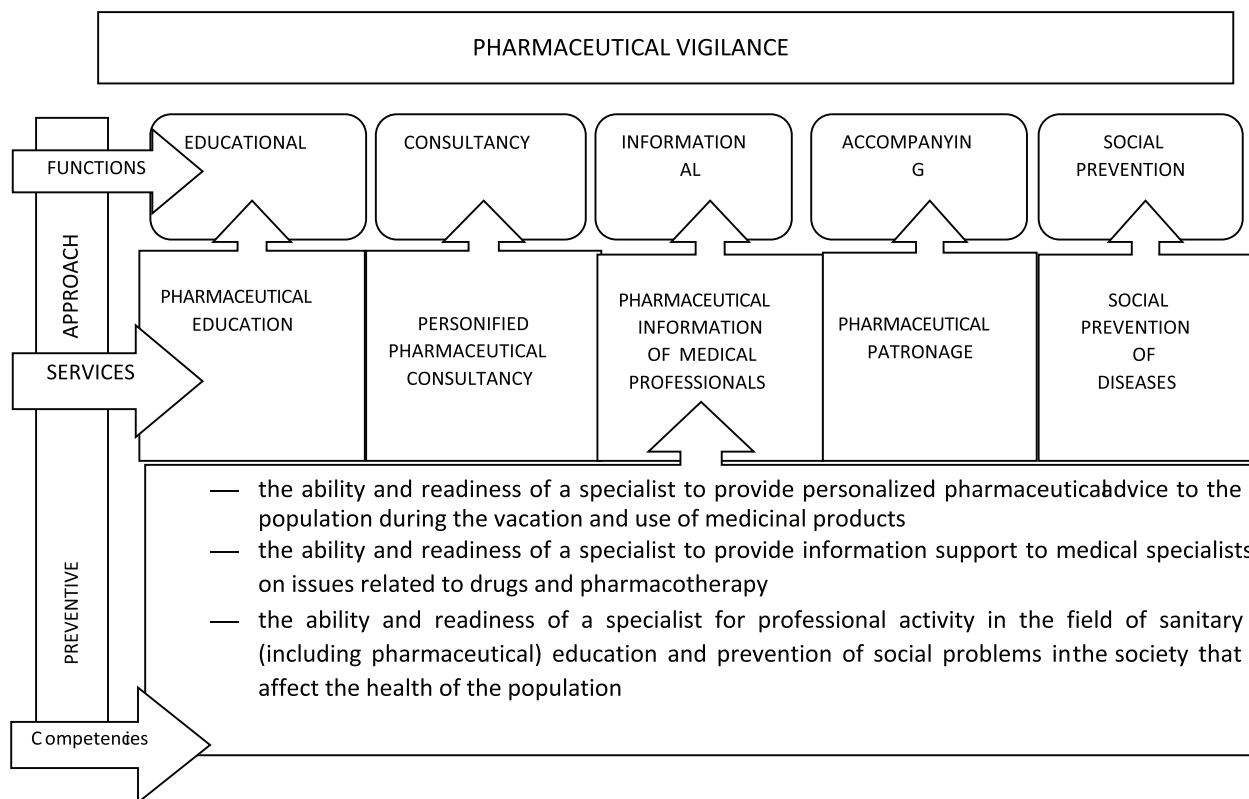 PHARMACEUTICAL VIGILANCE
EDUCATIONAL
CONSULTANCY
INFORMATION
AL
ACCOMPANYIN
G
SOCIAL
PREVENTION
FUNCTIONS
APPROACH
PREVENTIVE
SERVICES
PHARMACEUTICAL
EDUCATION
PERSONIFIED
PHARMACEUTICAL
CONSULTANCY
PHARMACEUTICAL
INFORMATION
OF MEDICAL
PROFESSIONALS
PHARMACEUTICAL
PATRONAGE
SOCIAL
PREVENTION
OF
DISEASES
Competencies
— the ability and readiness of a specialist to provide personalized pharmaceutical advice to the
population during the vacation and use of medicinal products
— the ability and readiness of a specialist to provide information support to medical specialists
on issues related to drugs and pharmacotherapy
— the ability and readiness of a specialist for professional activity in the field of sanitary
(including pharmaceutical) education and prevention of social problems inthe society that
affect the health of the population